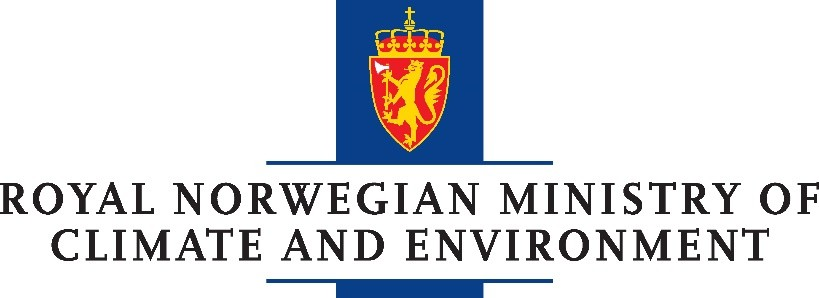 ROYAL NORWEGIAN MINISTRY OF
CLIMATE AND ENVIRONMENT